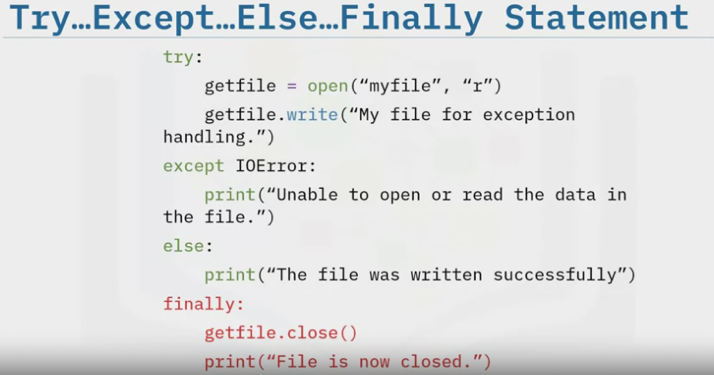 Try…Except…Else…Finally Statement
try:
getfile = open(“myfile”, “r”)
getfile.write(“My file for exception
handling.”)
except IOError:
print(“Unable to open or read the data in
the file.”)
else:
print(“The file was written successfully”)
finally:
getfile.close()
print(“File is now closed.”)